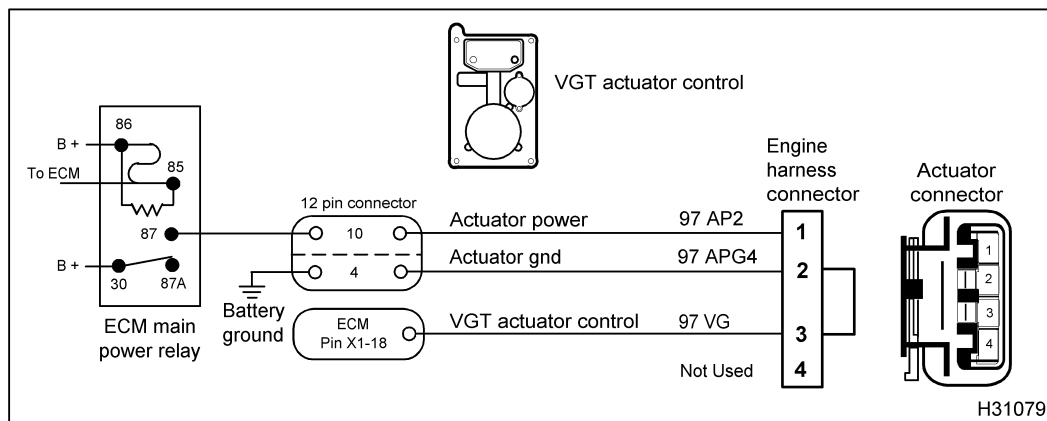 VGT actuator control
86
B +
To ECM
85
87
B +
30
87A
ECM main
power relay
12 pin connector
10
4
Battery
ground
ECM
Pin X1-18
Actuator power
97 AP2
Actuator gnd
97 APG4
VGT actuator control
97 VG
Not Used
Engine
harness
connector
1
2
3
4
Actuator
connector
1
2
3
4
H31079